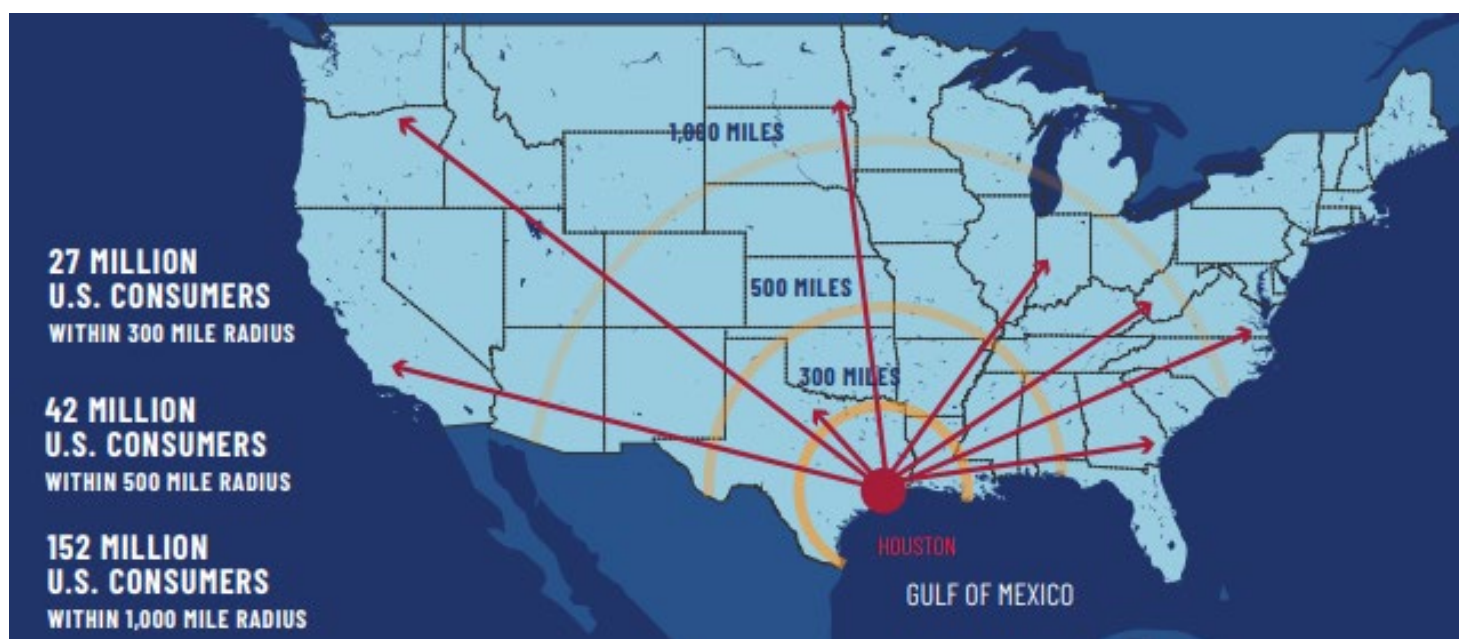 1,000 MILES
27 MILLION
U.S. CONSUMERS
WITHIN 300 MILE RADIUS
500 MILES
300 MILES
42 MILLION
U.S. CONSUMERS
WITHIN 500 MILE RADIUS
152 MILLION
U.S. CONSUMERS
WITHIN 1,000 MILE RADIUS
HOUSTON
GULF OF MEXICO